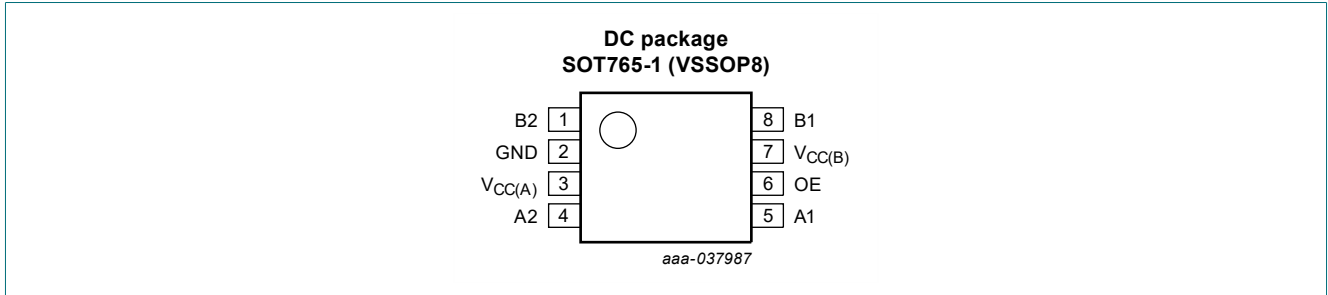 DC package
SOT765-1 (VSSOP8)
B2 1 8 B1
GND 2 7 VCC(B)
VCC(A) 3 6 OE
A2 4 5 A1
aaa-037987